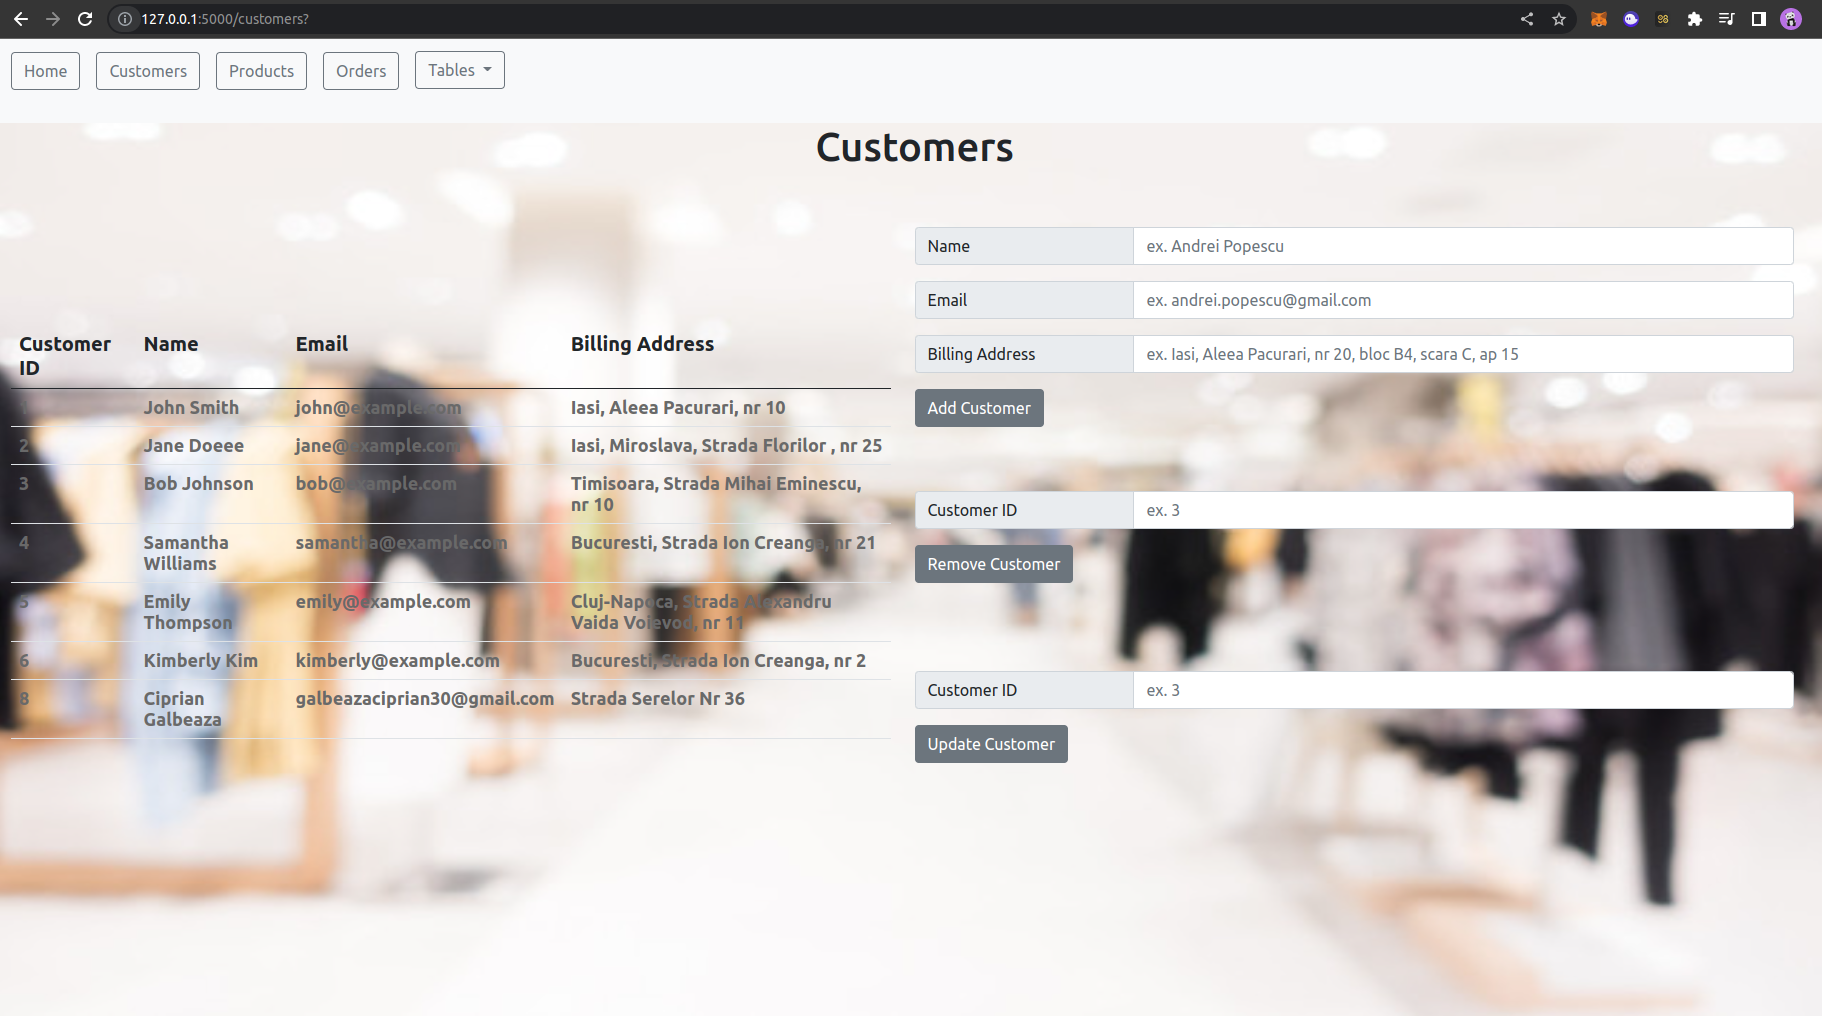 127.0.0.1:5000/customers?
Home Customers Products Orders Tables
Customers
Name ex. Andrei Popescu
Email ex. andrei.popescu@gmail.com
Billing Address ex. Iasi, Aleea Pacurari, nr 20, bloc B4, scara C, ap 15
Add Customer
Customer ID ex. 3
Remove Customer
Customer ID ex. 3
Update Customer
Customer Name Email Billing Address
ID
1 John Smith john@example.com Iasi, Aleea Pacurari, nr 10
2 Jane Doeee jane@example.com Iasi, Miroslava, Strada Florilor , nr 25
3 Bob Johnson bob@example.com Timisoara, Strada Mihai Eminescu,
nr 10
4 Samantha samantha@example.com Bucuresti, Strada Ion Creanga, nr 21
Williams
5 Emily emily@example.com Cluj-Napoca, Strada Alexandru
Thompson Vaida Voievod, nr 11
6 Kimberly Kim kimberly@example.com Bucuresti, Strada Ion Creanga, nr 2
8 Ciprian galbeazaciprian30@gmail.com Strada Serelor Nr 36
Galbeaza